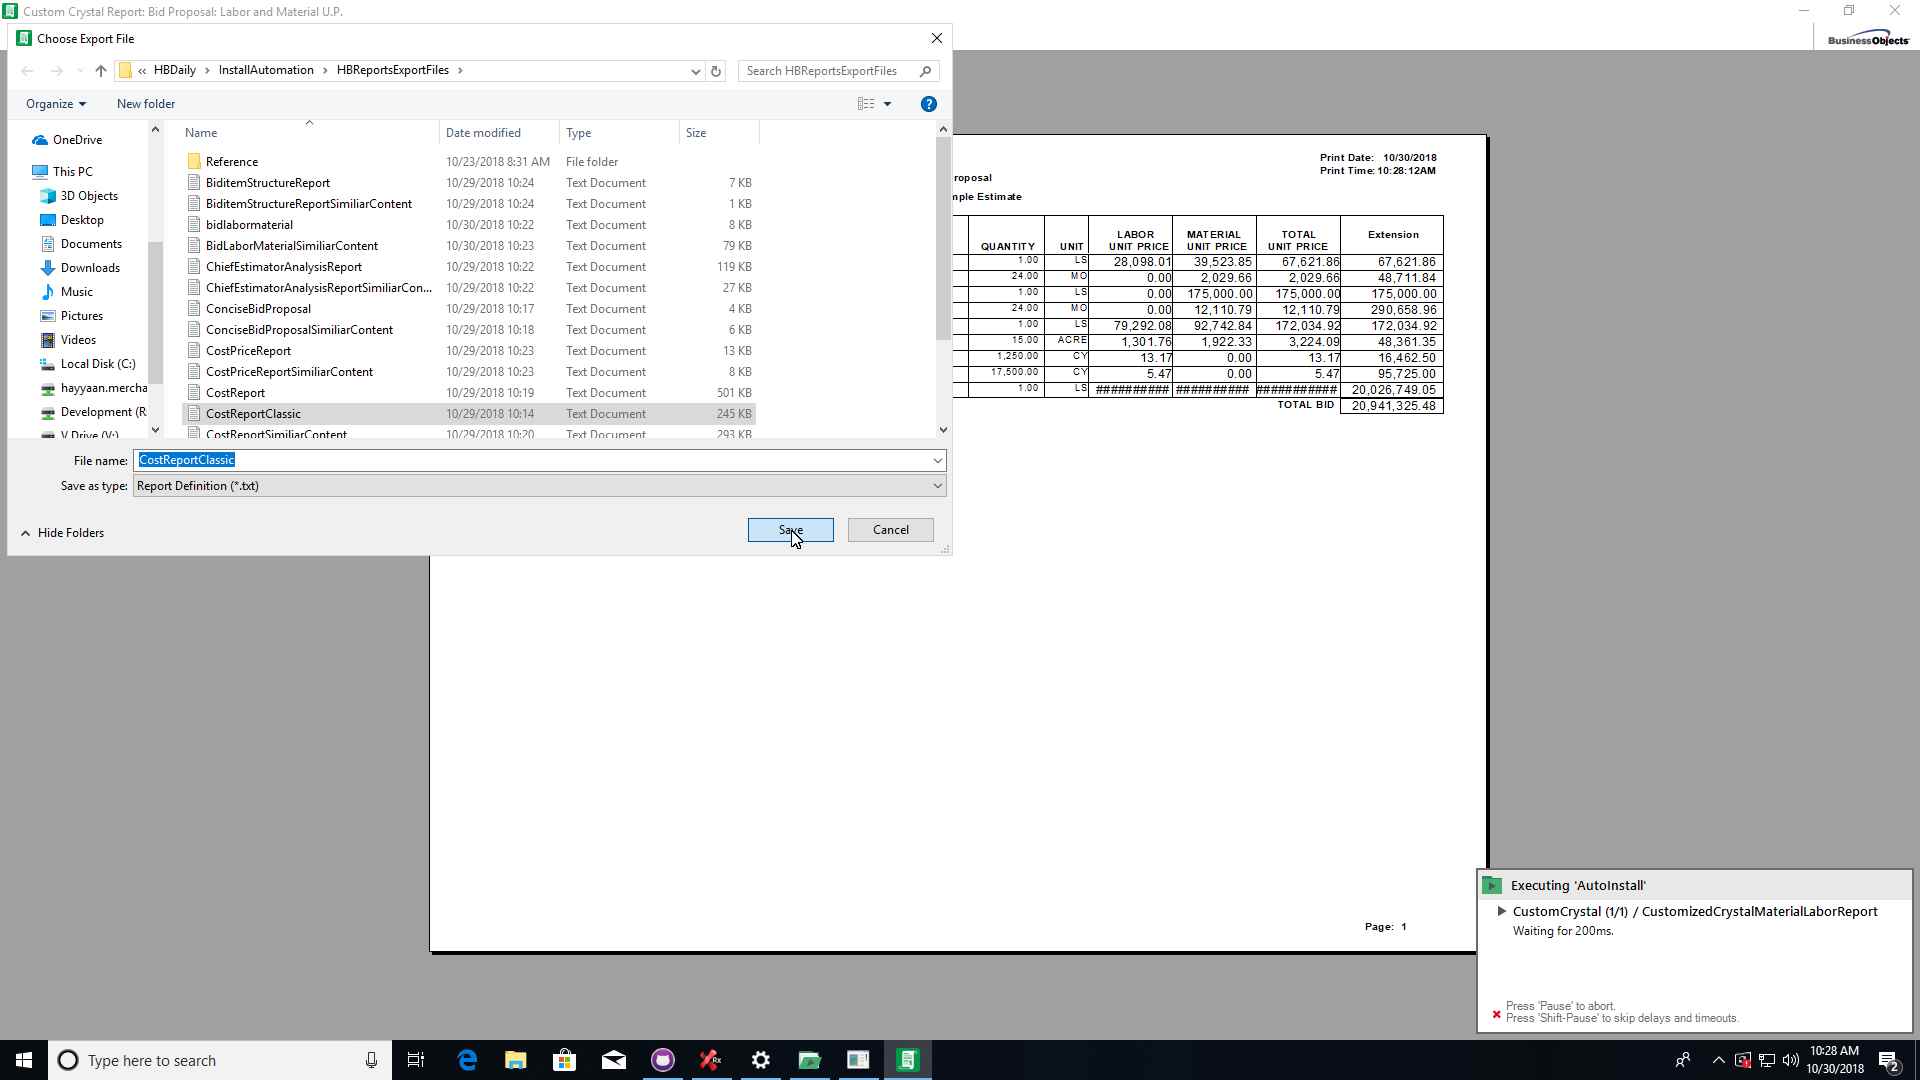 Custom Crystal Report: Bid Proposal: Labor and Material U.P.
Choose Export File
BusinessObjects
« HBDaily > InstallAutomation > HBReportsExportFiles >
Search HBReportsExportFiles
Organize
New folder
?
OneDrive
This PC
3D Objects
Desktop
Documents
Downloads
Music
Pictures
Videos
Local Disk (C:)
hayyaan.mercha
Development (R
V Drive (V:)
Name Date modified Type Size
Reference 10/23/2018 8:31 AM File folder
BiditemStructureReport 10/29/2018 10:24 Text Document 7 KB
BiditemStructureReportSimiliarContent 10/29/2018 10:24 Text Document 1 KB
bidlabormaterial 10/30/2018 10:22 Text Document 8 KB
BidLaborMaterialSimiliarContent 10/30/2018 10:23 Text Document 79 KB
ChiefEstimatorAnalysisReport 10/29/2018 10:22 Text Document 119 KB
ChiefEstimatorAnalysisReportSimiliarCon... 10/29/2018 10:22 Text Document 27 KB
ConciseBidProposal 10/29/2018 10:17 Text Document 4 KB
ConciseBidProposalSimiliarContent 10/29/2018 10:18 Text Document 6 KB
CostPriceReport 10/29/2018 10:23 Text Document 13 KB
CostPriceReportSimiliarContent 10/29/2018 10:23 Text Document 8 KB
CostReport 10/29/2018 10:19 Text Document 501 KB
CostReportClassic 10/29/2018 10:14 Text Document 245 KB
CostReportSimiliarContent 10/29/2018 10:20 Text Document 293 KB
File name: CostReportClassic
Save as type: Report Definition (*.txt)
Hide Folders
Save
Cancel
Print Date: 10/30/2018
Print Time: 10:28:12AM
roposal
mple Estimate
QUANTITY UNIT LABOR UNIT PRICE MATERIAL UNIT PRICE TOTAL UNIT PRICE Extension
1.00 LS 28,098.01 39,523.85 67,621.86 67,621.86
24.00 MO 0.00 2,029.66 2,029.66 48,711.84
1.00 LS 0.00 175,000.00 175,000.00 175,000.00
24.00 MO 0.00 12,110.79 12,110.79 290,658.96
1.00 LS 79,292.08 92,742.84 172,034.92 172,034.92
15.00 ACRE 1,301.76 1,922.33 3,224.09 48,361.35
1,250.00 CY 13.17 0.00 13.17 16,462.50
17,500.00 CY 5.47 0.00 5.47 95,725.00
1.00 LS ########## ########## ########### 20,026,749.05
TOTAL BID 20,941,325.48
Page: 1
Executing 'AutoInstall'
CustomCrystal (1/1) / CustomizedCrystalMaterialLaborReport
Waiting for 200ms.
Press 'Pause' to abort.
Press 'Shift-Pause' to skip delays and timeouts.
Type here to search
Rx
10:28 AM
10/30/2018
2